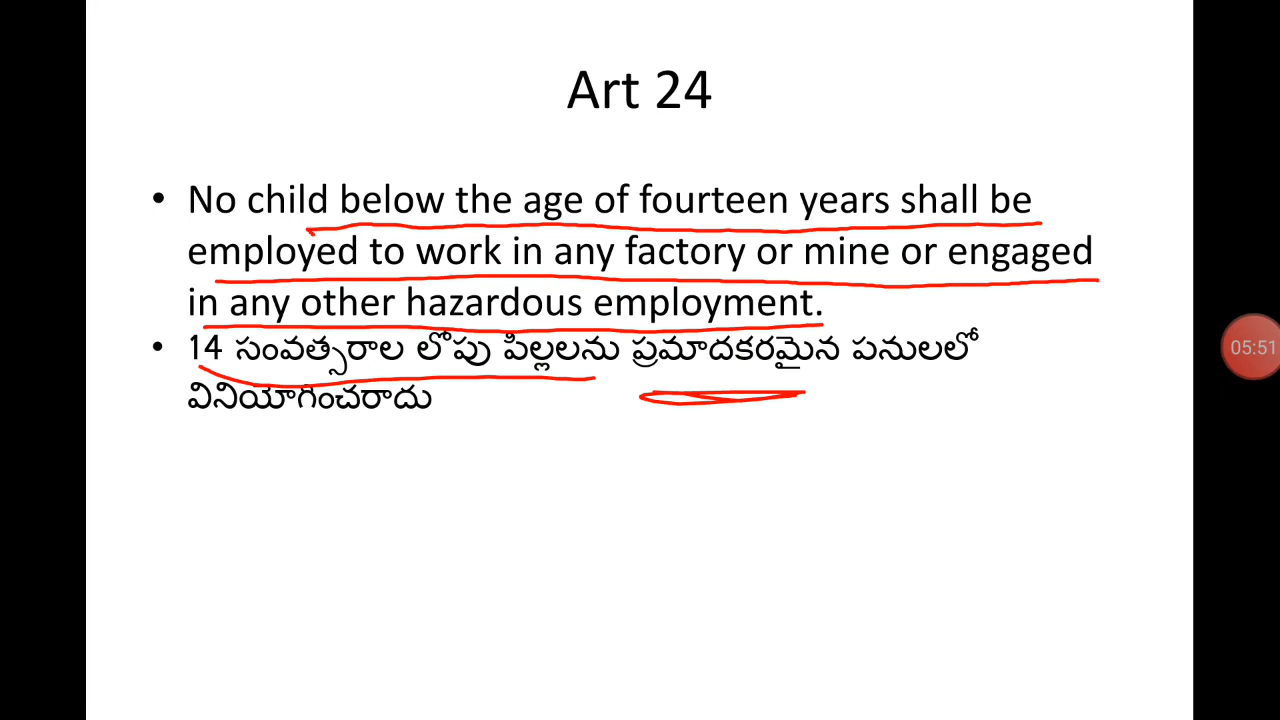 Art 24
• No child below the age of fourteen years shall be
employed to work in any factory or mine or engaged
in any other hazardous employment.
• 14 సంవత్సరాల లోపు పిల్లలను ప్రమాదకరమైన పనులలో
వినియోగించరాదు
05:51